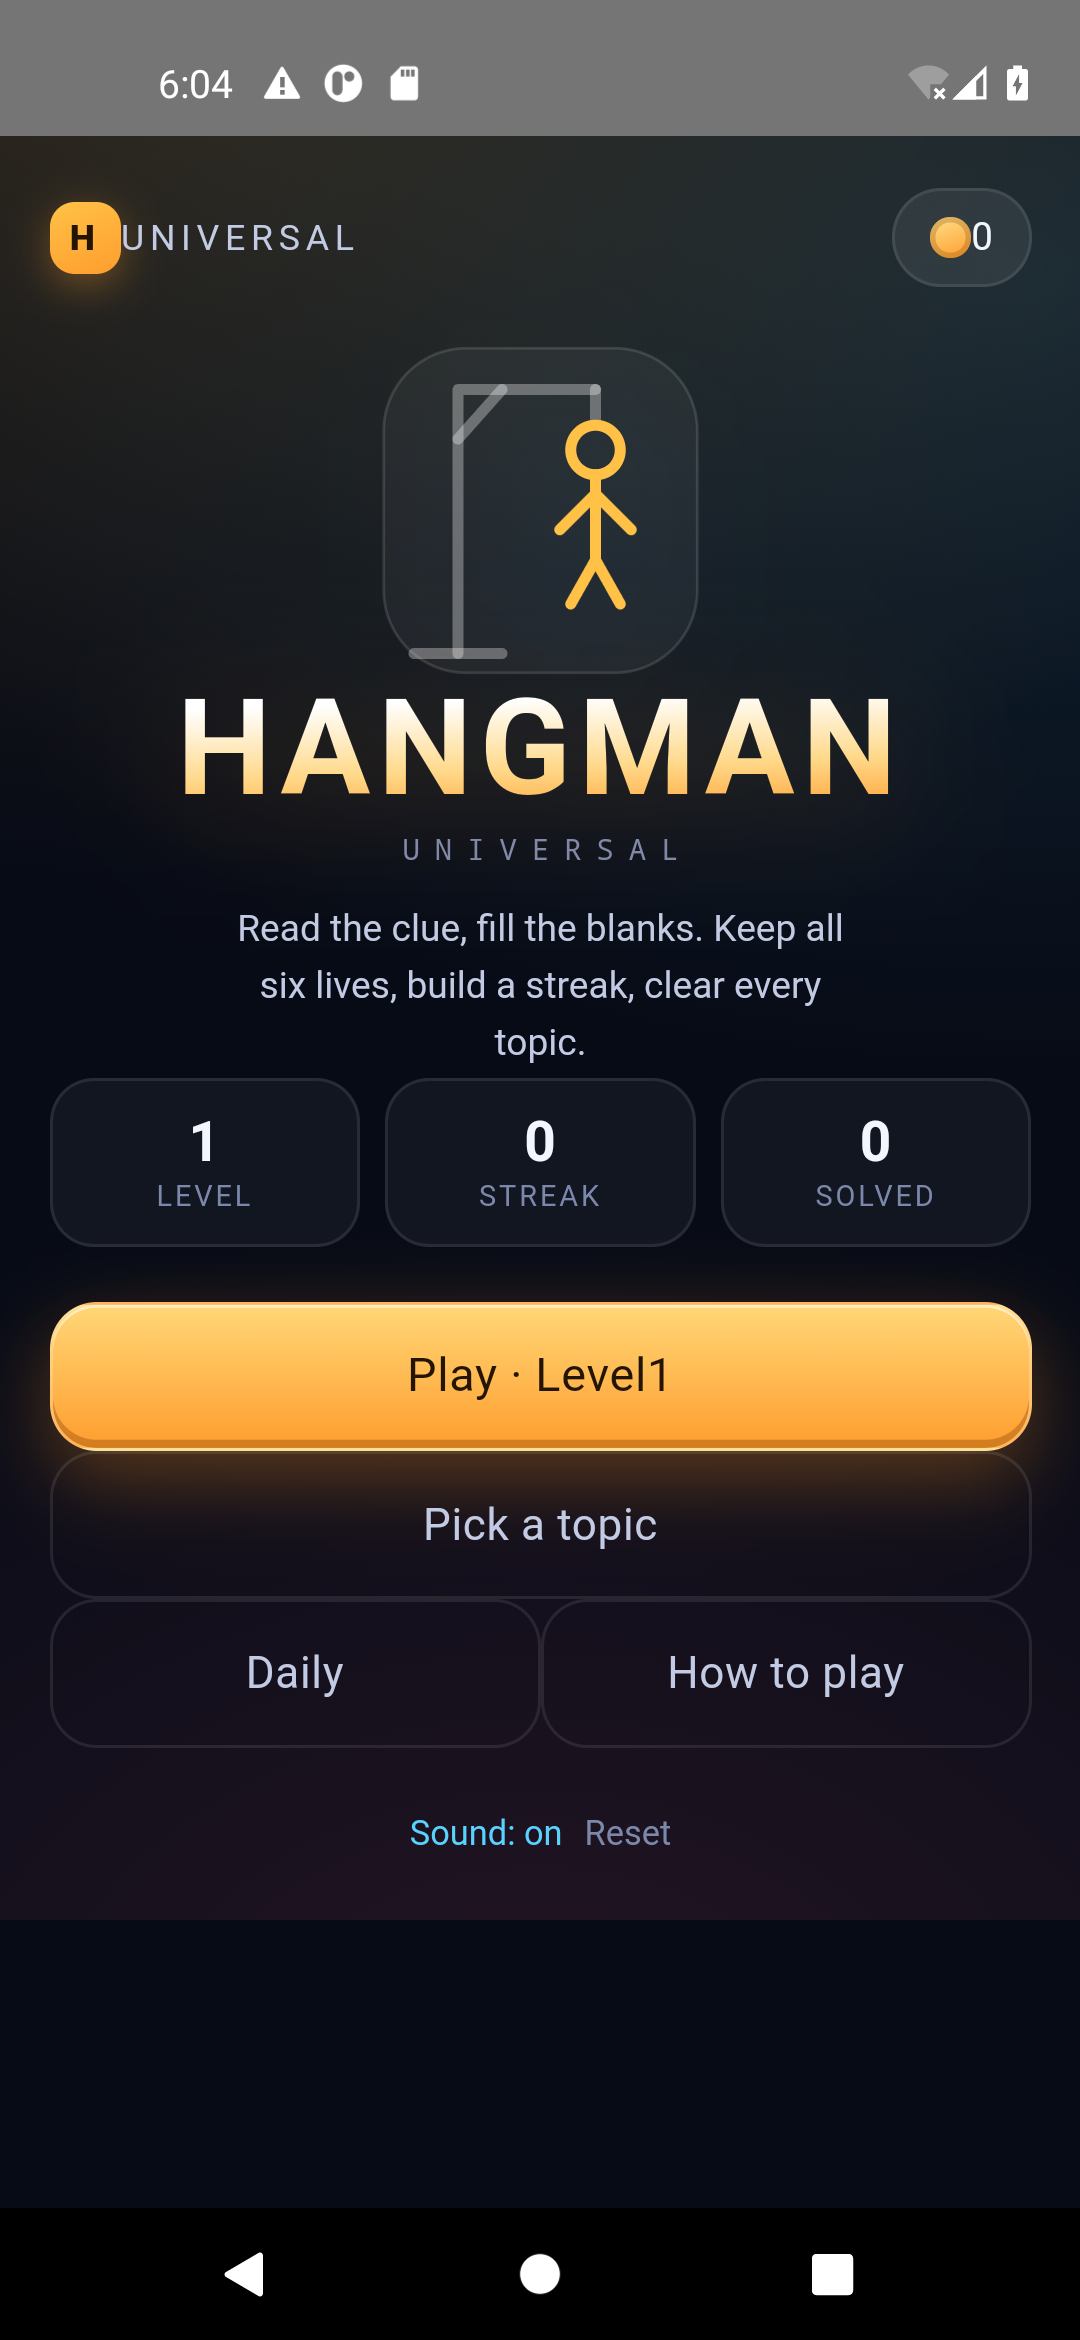 6:04
H UNIVERSAL
0
HANGMAN
UNIVERSAL
Read the clue, fill the blanks. Keep all
six lives, build a streak, clear every
topic.
1 0 0
LEVEL STREAK SOLVED
Play · Level1
Pick a topic
Daily How to play
Sound: on Reset